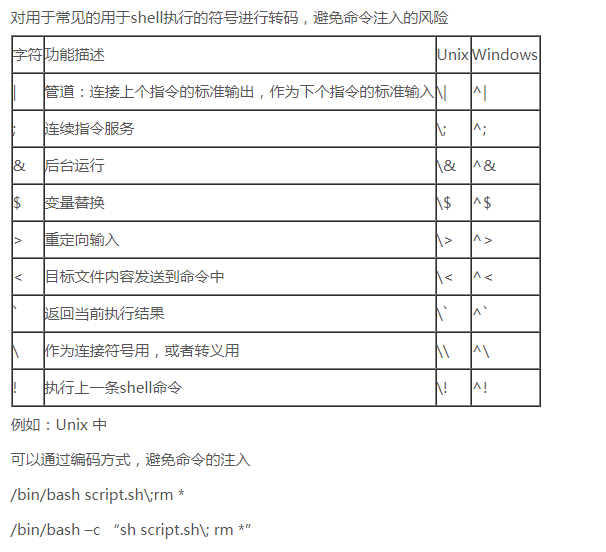 对用于常见的用于shell执行的符号进行转码，避免命令注入的风险
字符 功能描述 Unix Windows
| 管道：连接上个指令的标准输出，作为下个指令的标准输入 \| ^|
; 连续指令服务 \; ^;
& 后台运行 \& ^&
$ 变量替换 \$ ^$
> 重定向输入 \> ^>
< 目标文件内容发送到命令中 \< ^<
` 返回当前执行结果 \` ^`
\ 作为连接符号用，或者转义用 \\ ^\
! 执行上一条shell命令 \! ^!
例如：Unix 中
可以通过编码方式，避免命令的注入
/bin/bash script.sh\;rm *
/bin/bash –c “sh script.sh\; rm *”